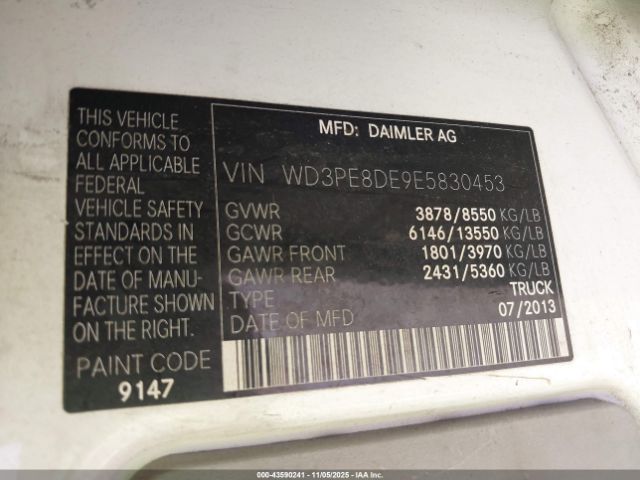 THIS VEHICLE
CONFORMS TO
ALL APPLICABLE
FEDERAL
VEHICLE SAFETY
STANDARDS IN
EFFECT ON THE
DATE OF MANU-
FACTURE SHOWN
ON THE RIGHT.
PAINT CODE
9147
MFD: DAIMLER AG
VIN WD3PE8DE9E5830453
GVWR 3878/8550 KG/LB
GCWR 6146/13550 KG/LB
GAWR FRONT 1801/3970 KG/LB
GAWR REAR 2431/5360 KG/LB
TYPE TRUCK
DATE OF MFD 07/2013
000-43590241 - 11/05/2025 - IAA Inc.